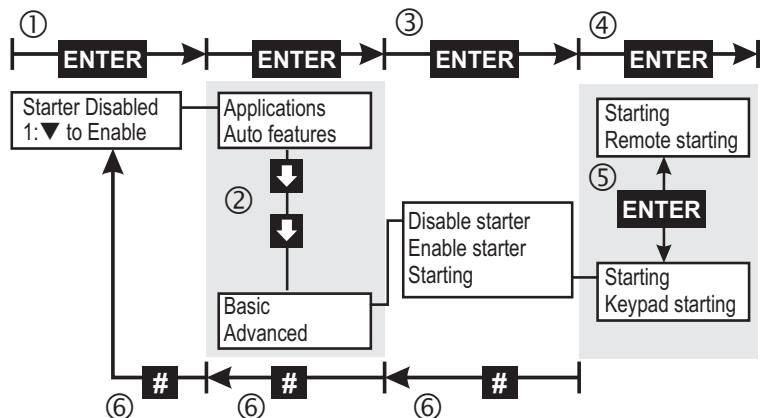 ① ③ ④
ENTER ENTER ENTER ENTER
Starter Disabled
1:▼ to Enable
Applications
Auto features
②
Basic
Advanced
Disable starter
Enable starter
Starting
Starting
Remote starting
⑤
ENTER
Starting
Keypad starting
# # #
⑥ ⑥ ⑥